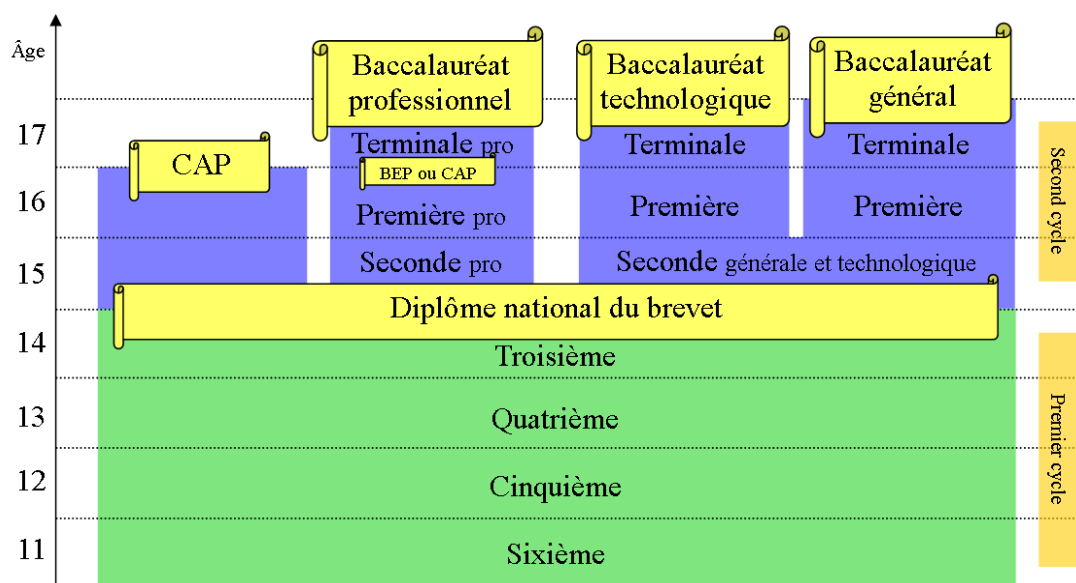 Âge
Baccalauréat
professionnel
Baccalauréat
technologique
Baccalauréat
général
17
Terminale pro
Terminale
Terminale
CAP
BEP ou CAP
16
Première pro
Première
Première
15
Seconde pro
Seconde générale et technologique
Second cycle
Diplôme national du brevet
14
Troisième
13
Quatrième
12
Cinquième
11
Sixième
Premier cycle